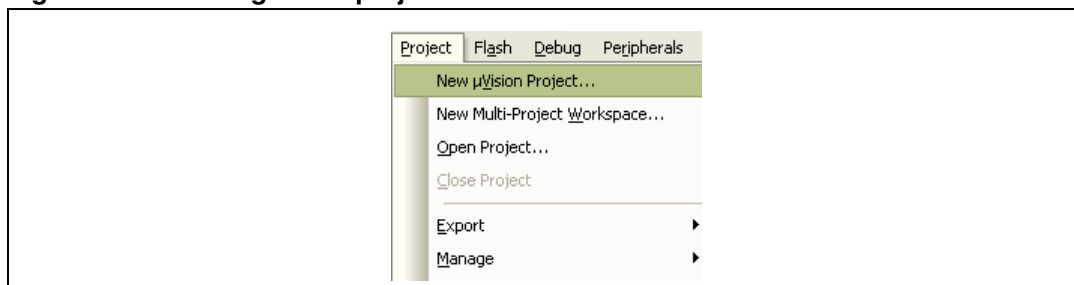 Project Flash Debug Peripherals
New µVision Project...
New Multi-Project Workspace...
Open Project...
Close Project
Export
Manage